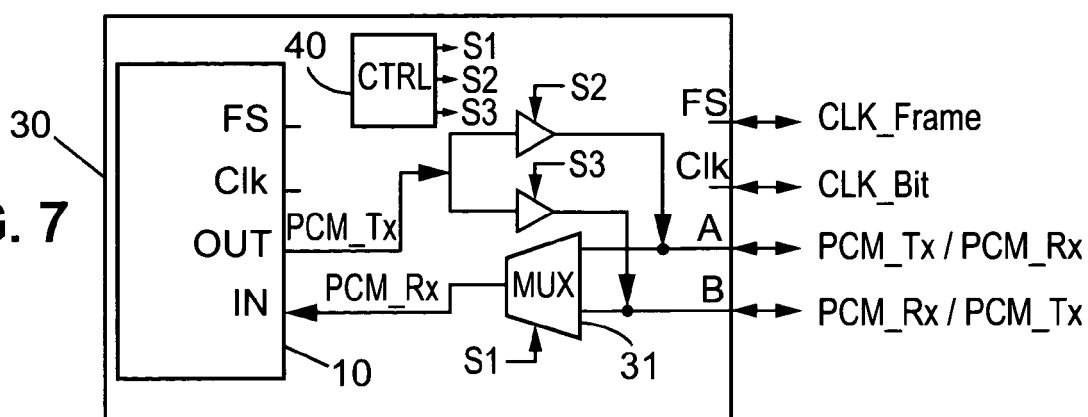 40
CTRL
S1
S2
S3
30
FS
Clk
OUT
IN
PCM_Tx
PCM_Rx
10
S2
S3
MUX
S1
31
FS
CLK_Frame
Clk
CLK_Bit
A
PCM_Tx / PCM_Rx
B
PCM_Rx / PCM_Tx
G. 7